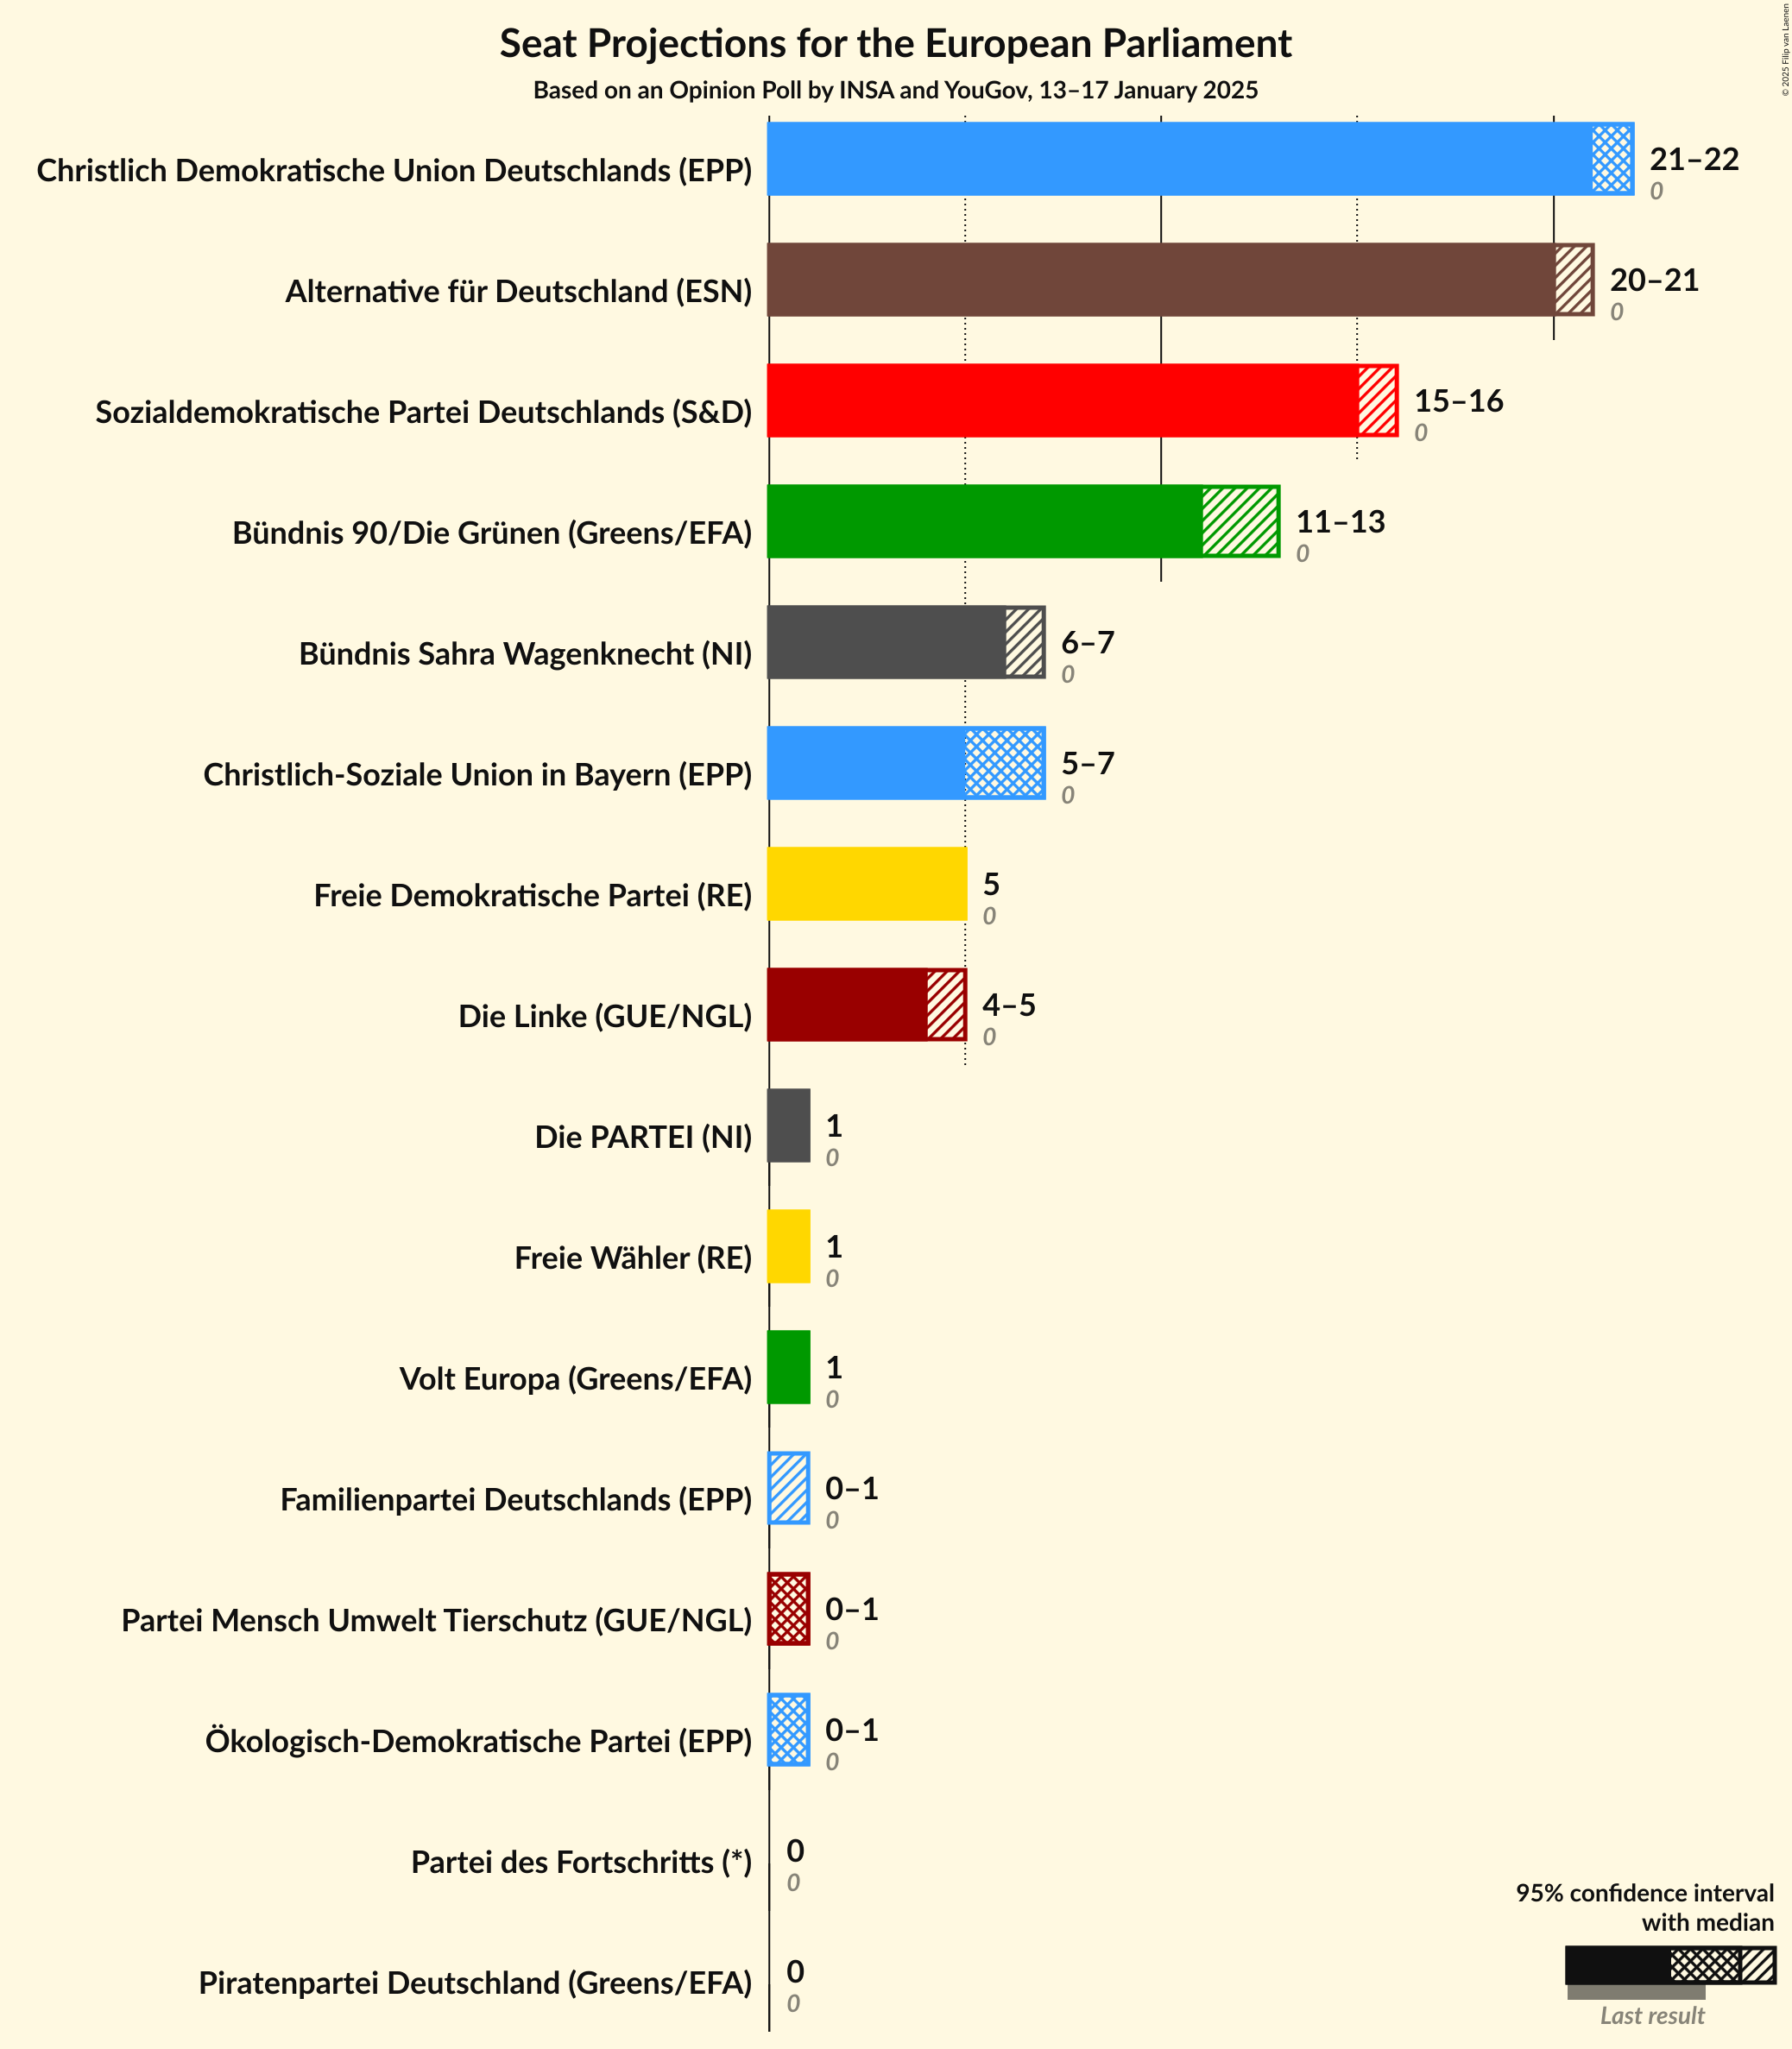 Seat Projections for the European Parliament
Based on an Opinion Poll by INSA and YouGov, 13–17 January 2025
© 2025 Filip van Laenen
Christlich Demokratische Union Deutschlands (EPP)
21–22
0
Alternative für Deutschland (ESN)
20–21
0
Sozialdemokratische Partei Deutschlands (S&D)
15–16
0
Bündnis 90/Die Grünen (Greens/EFA)
11–13
0
Bündnis Sahra Wagenknecht (NI)
6–7
0
Christlich-Soziale Union in Bayern (EPP)
5–7
0
Freie Demokratische Partei (RE)
5
0
Die Linke (GUE/NGL)
4–5
0
Die PARTEI (NI)
1
0
Freie Wähler (RE)
1
0
Volt Europa (Greens/EFA)
1
0
Familienpartei Deutschlands (EPP)
0–1
0
Partei Mensch Umwelt Tierschutz (GUE/NGL)
0–1
0
Ökologisch-Demokratische Partei (EPP)
0–1
0
Partei des Fortschritts (*)
0
0
Piratenpartei Deutschland (Greens/EFA)
0
0
95% confidence interval
with median
Last result